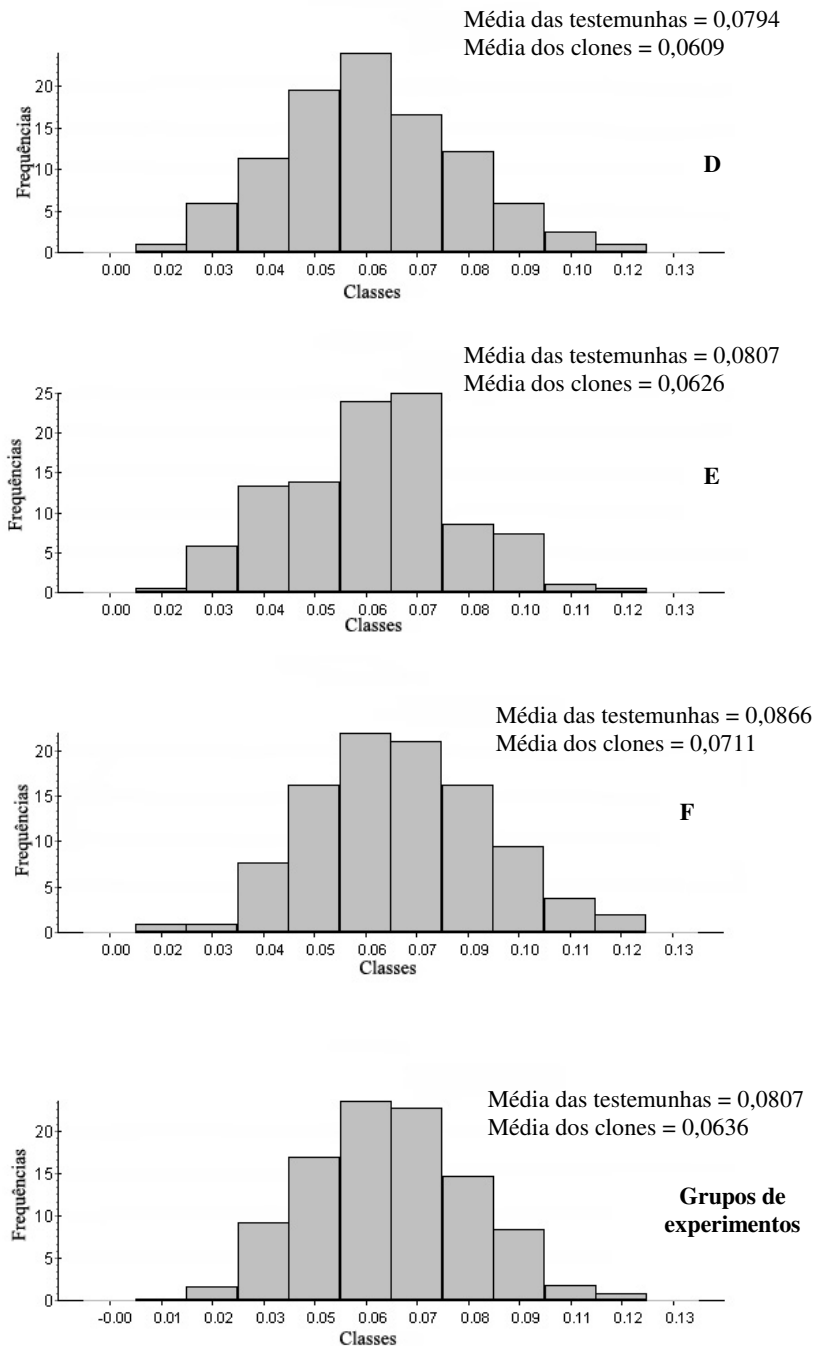 Média das testemunhas = 0,0794
Média dos clones = 0,0609
Frequências
20
15
10
5
0
D
0.00 0.02 0.03 0.04 0.05 0.06 0.07 0.08 0.09 0.10 0.12 0.13
Classes
Média das testemunhas = 0,0807
Média dos clones = 0,0626
Frequências
25
20
15
10
5
0
E
0.00 0.02 0.03 0.04 0.05 0.06 0.07 0.08 0.10 0.11 0.12 0.13
Classes
Média das testemunhas = 0,0866
Média dos clones = 0,0711
Frequências
20
15
10
5
0
F
0.00 0.02 0.03 0.04 0.05 0.06 0.07 0.09 0.10 0.11 0.12 0.13
Classes
Média das testemunhas = 0,0807
Média dos clones = 0,0636
Frequências
20
15
10
5
0
Grupos de
experimentos
-0.00 0.01 0.02 0.03 0.05 0.06 0.07 0.08 0.09 0.11 0.12 0.13
Classes